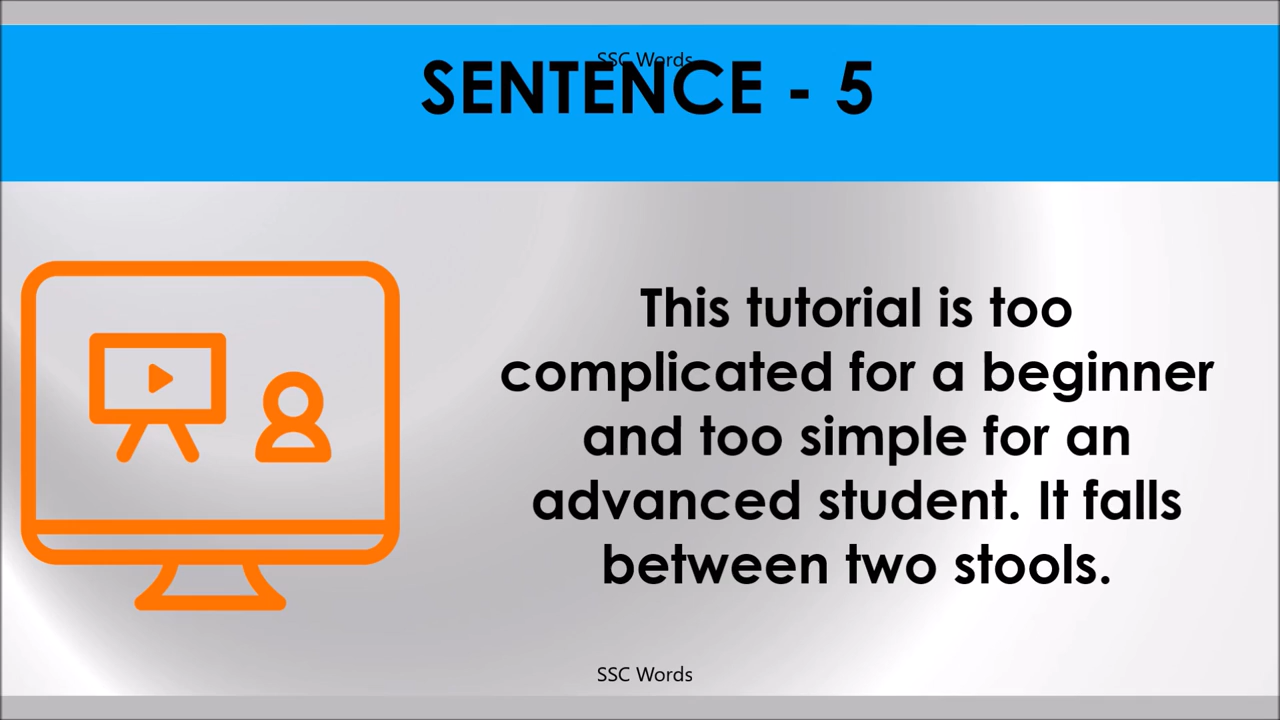 SSC Words
SENTENCE - 5
This tutorial is too
complicated for a beginner
and too simple for an
advanced student. It falls
between two stools.
SSC Words